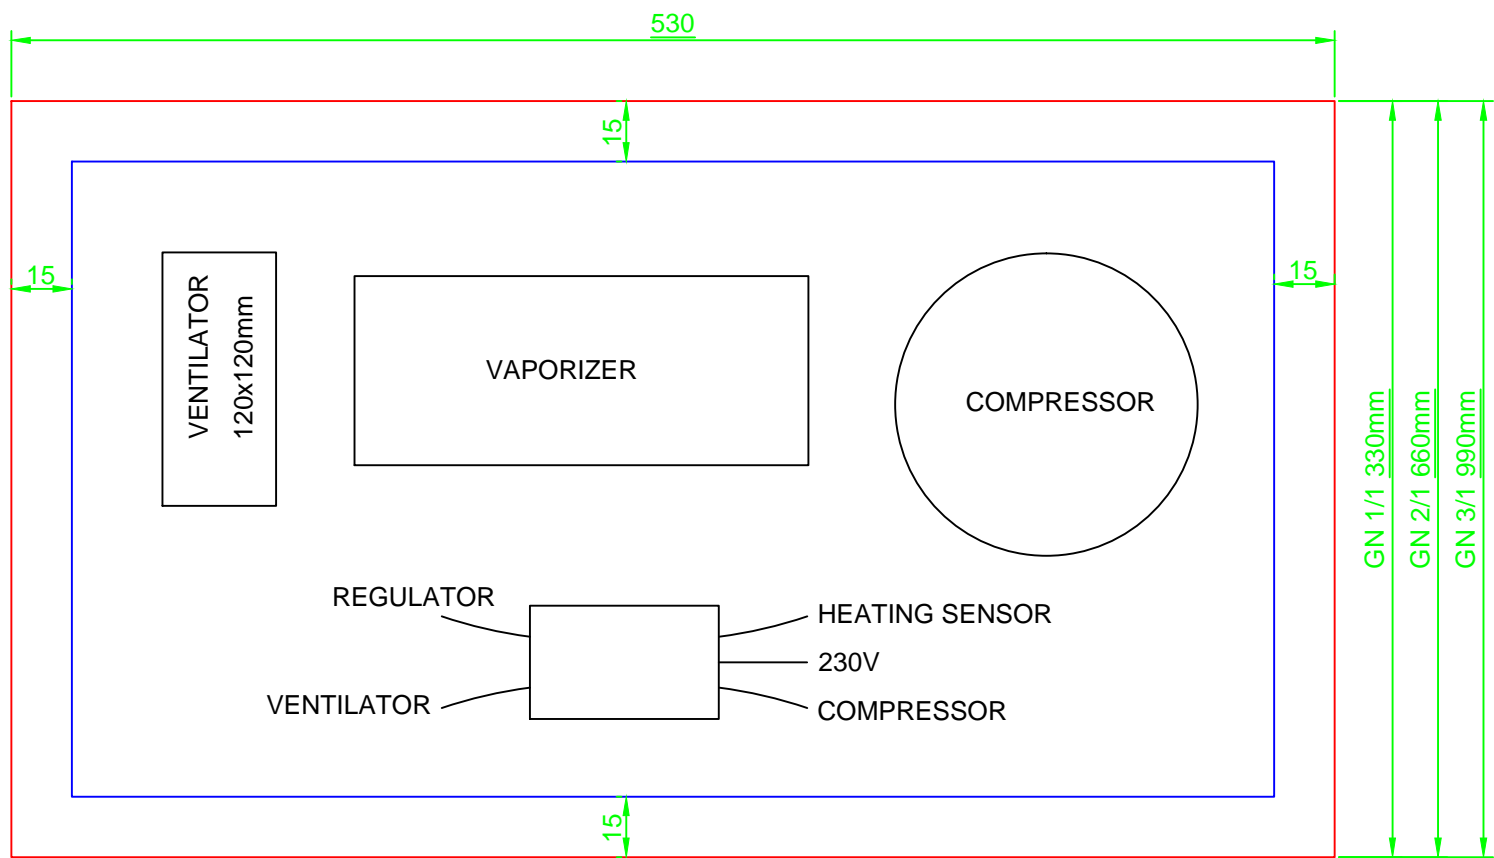 530
15
15
15
VENTILATOR
120x120mm
VAPORIZER
COMPRESSOR
GN 1/1 330mm
GN 2/1 660mm
GN 3/1 990mm
REGULATOR
HEATING SENSOR
230V
VENTILATOR
COMPRESSOR
15